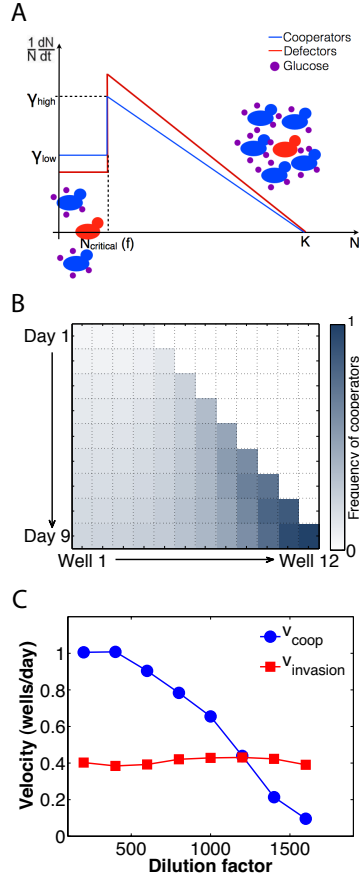 A
1 dN
N dt
Cooperators
Defectors
Glucose
γhigh
γlow
Ncritical (f)
K
N
B
Day 1
Day 9
Well 1
Well 12
1
0
Frequency of cooperators
C
vcoop
vinvasion
1
0.8
0.6
0.4
0.2
0
500
1000
1500
Velocity (wells/day)
Dilution factor